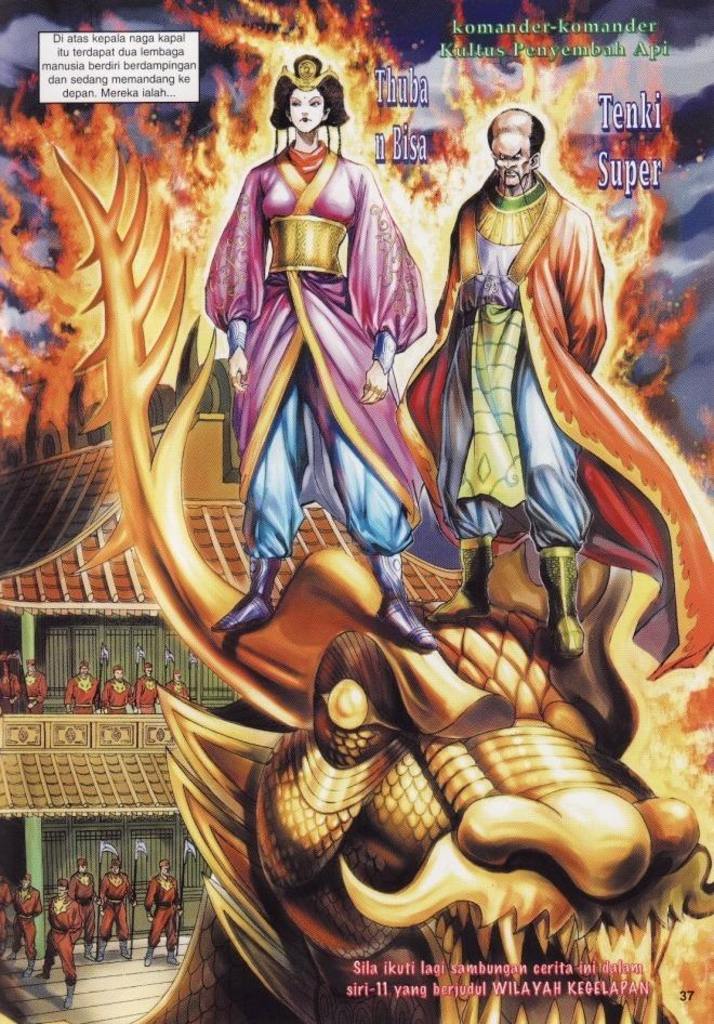 Di atas kepala naga kapal
itu terdapat dua lembaga
manusia berdiri berdampingan
dan sedang memandang ke
depan. Mereka ialah...
komander-komander
Kultus Penyembah Api
Thuba
n Bisa
Tenki
Super
Sila ikuti lagi sambungan cerita ini dalam
siri-11 yang berjudul WILAYAH KEGELAPAN
37